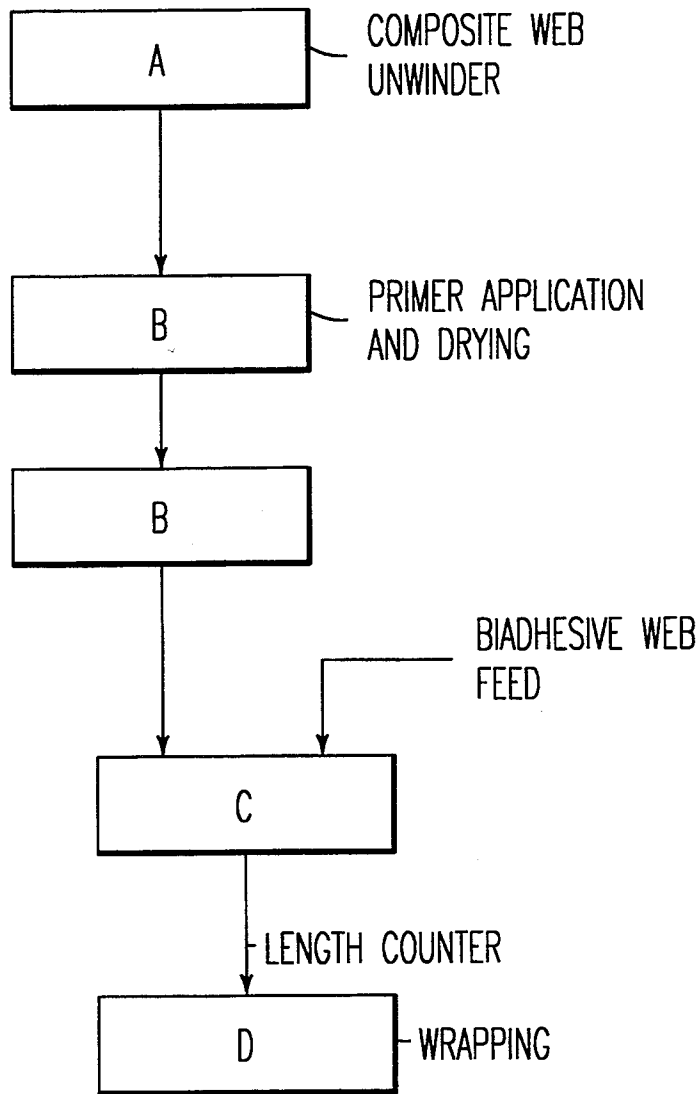 A
COMPOSITE WEB
UNWINDER
B
PRIMER APPLICATION
AND DRYING
B
BIADHESIVE WEB
FEED
C
LENGTH COUNTER
D
WRAPPING